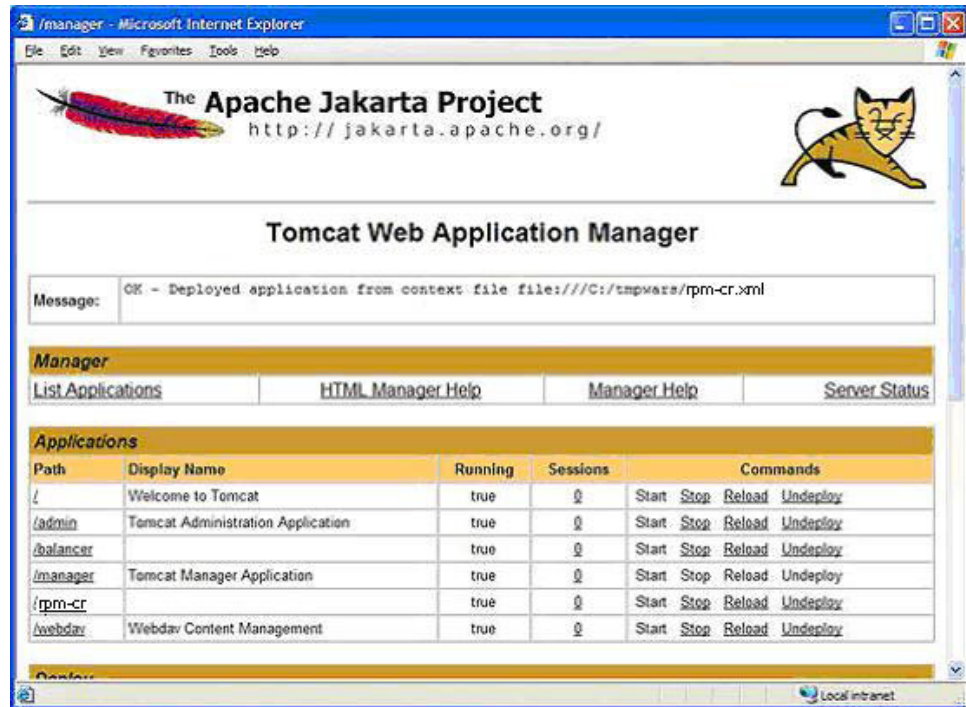 /manager - Microsoft Internet Explorer
File Edit View Favorites Tools Help
The Apache Jakarta Project
http://jakarta.apache.org/
Tomcat Web Application Manager
Message: OK - Deployed application from context file file:///C:/tmpwars/rpm-cr.xml
Manager
List Applications HTML Manager Help Manager Help Server Status
Applications
Path Display Name Running Sessions Commands
/ Welcome to Tomcat true 0 Start Stop Reload Undeploy
/admin Tomcat Administration Application true 0 Start Stop Reload Undeploy
/balancer true 0 Start Stop Reload Undeploy
/manager Tomcat Manager Application true 0 Start Stop Reload Undeploy
/rpm-cr true 0 Start Stop Reload Undeploy
/webdav Webdav Content Management true 0 Start Stop Reload Undeploy
Deploy
Local intranet